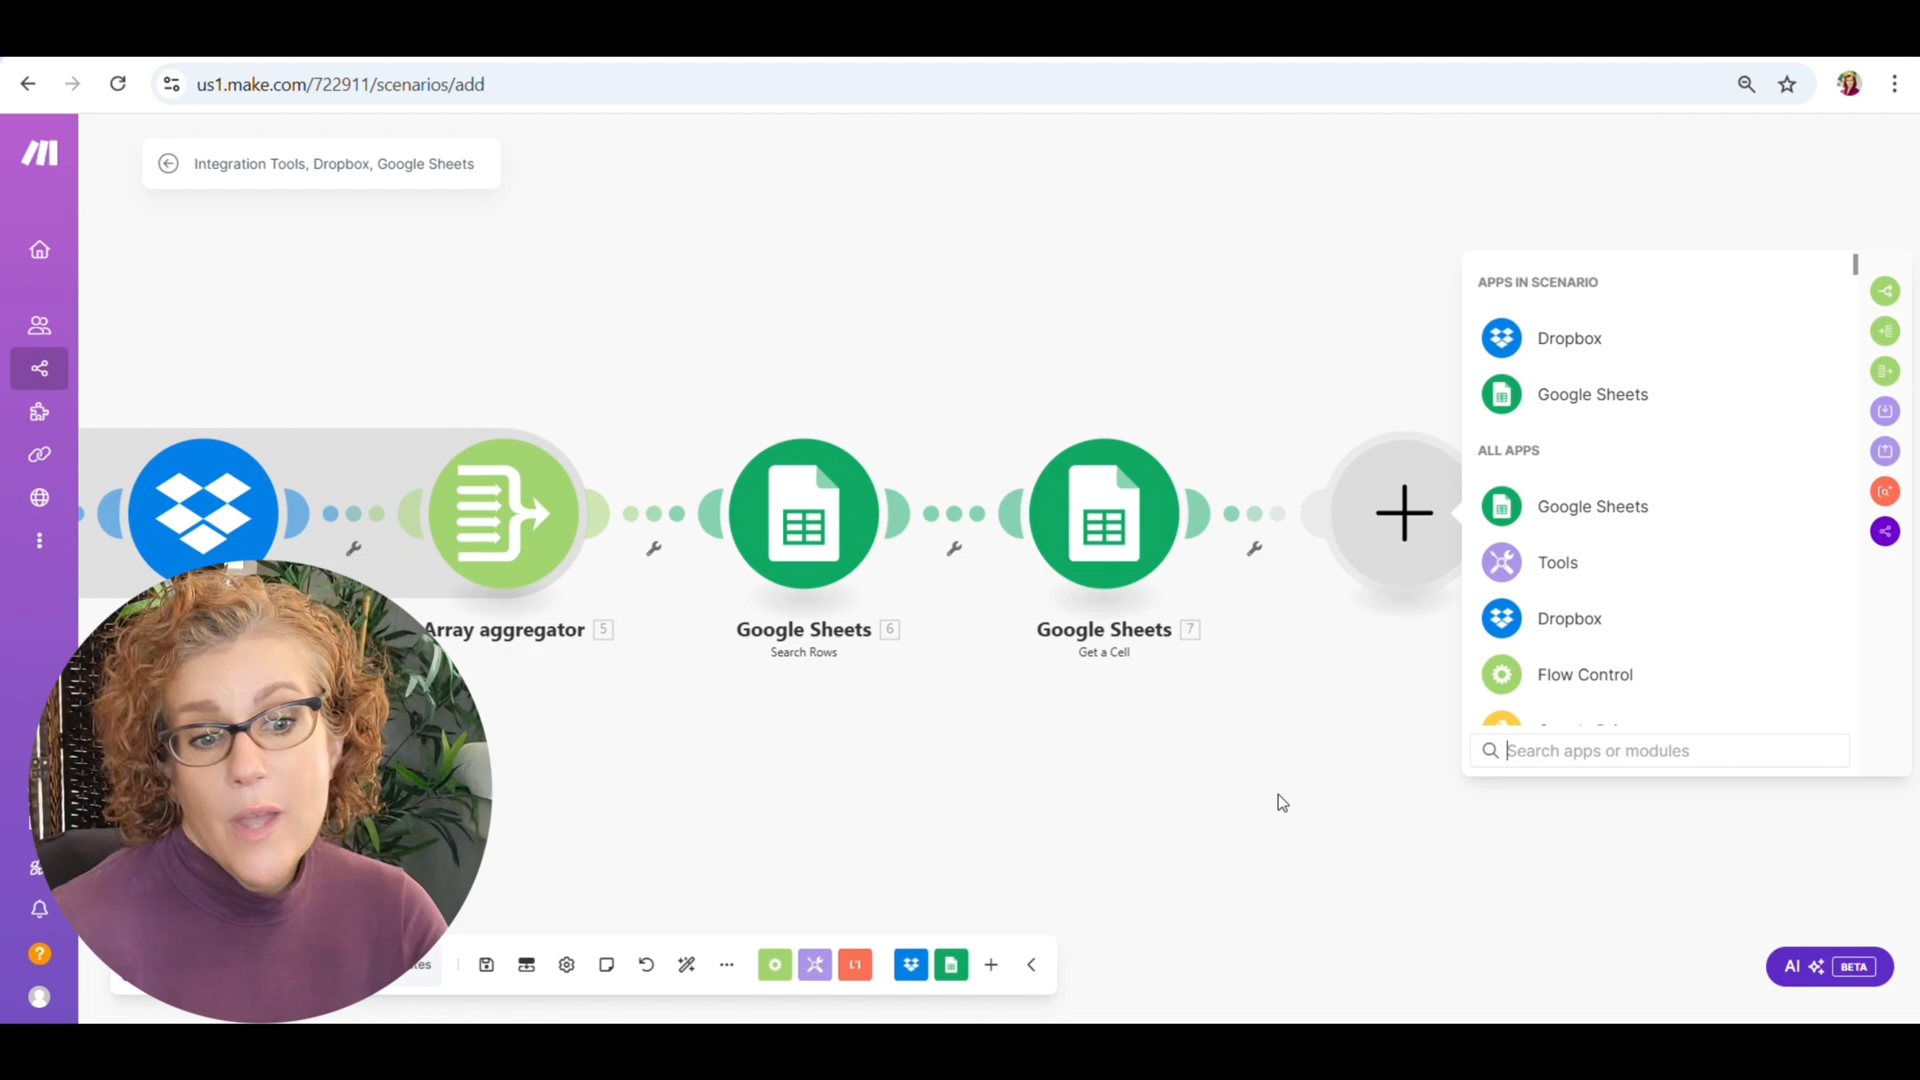 us1.make.com/722911/scenarios/add
Integration Tools, Dropbox, Google Sheets
APPS IN SCENARIO
Dropbox
Google Sheets
ALL APPS
Google Sheets
Tools
Dropbox
Flow Control
Search apps or modules
Array aggregator 5
Google Sheets 6
Search Rows
Google Sheets 7
Get a Cell
?
AI BETA